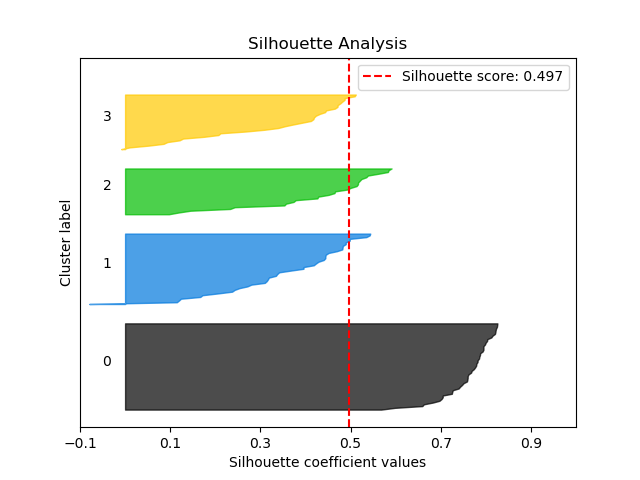 Silhouette Analysis
Silhouette score: 0.497
3
2
1
0
Cluster label
−0.1 0.1 0.3 0.5 0.7 0.9
Silhouette coefficient values